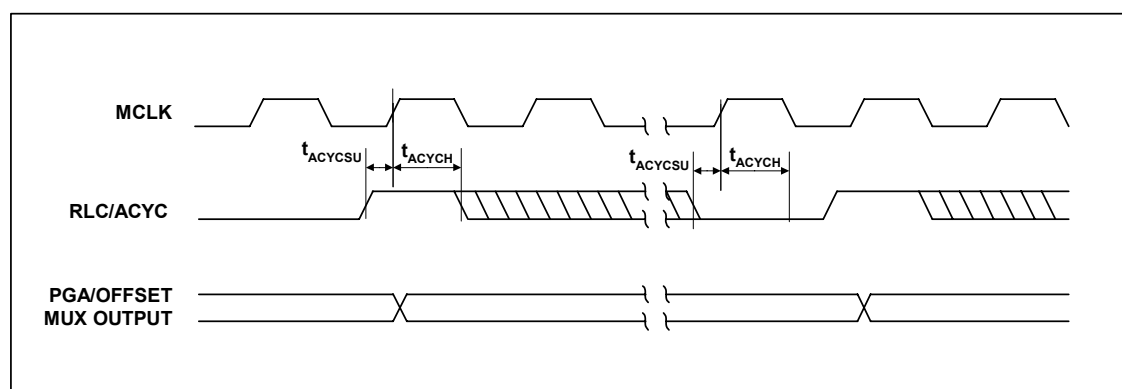 MCLK
tACYCSU tACYCH tACYCSU tACYCH
RLC/ACYC
PGA/OFFSET
MUX OUTPUT